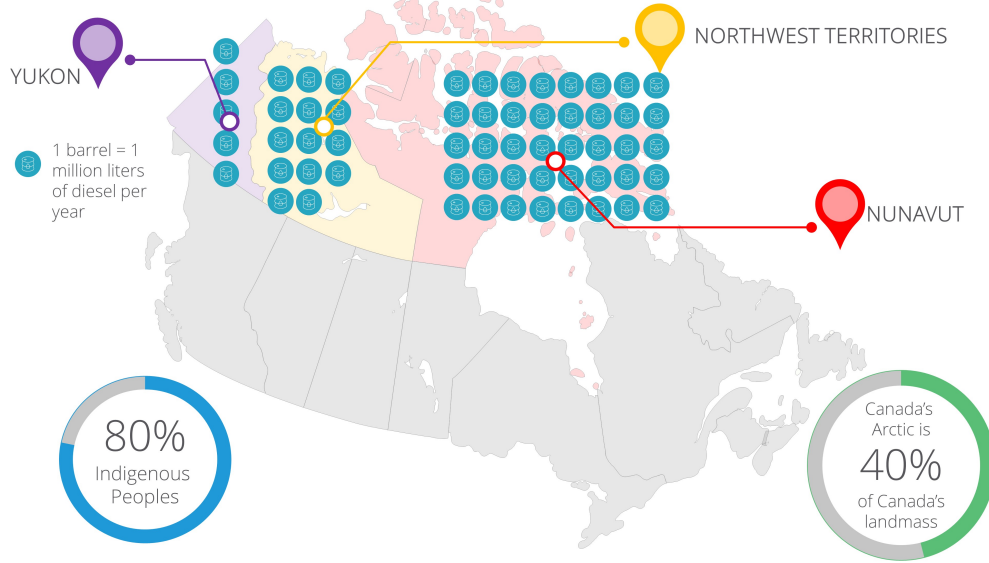 NORTHWEST TERRITORIES
YUKON
1 barrel = 1
million liters
of diesel per
year
NUNAVUT
80%
Indigenous
Peoples
Canada's
Arctic is
40%
of Canada's
landmass